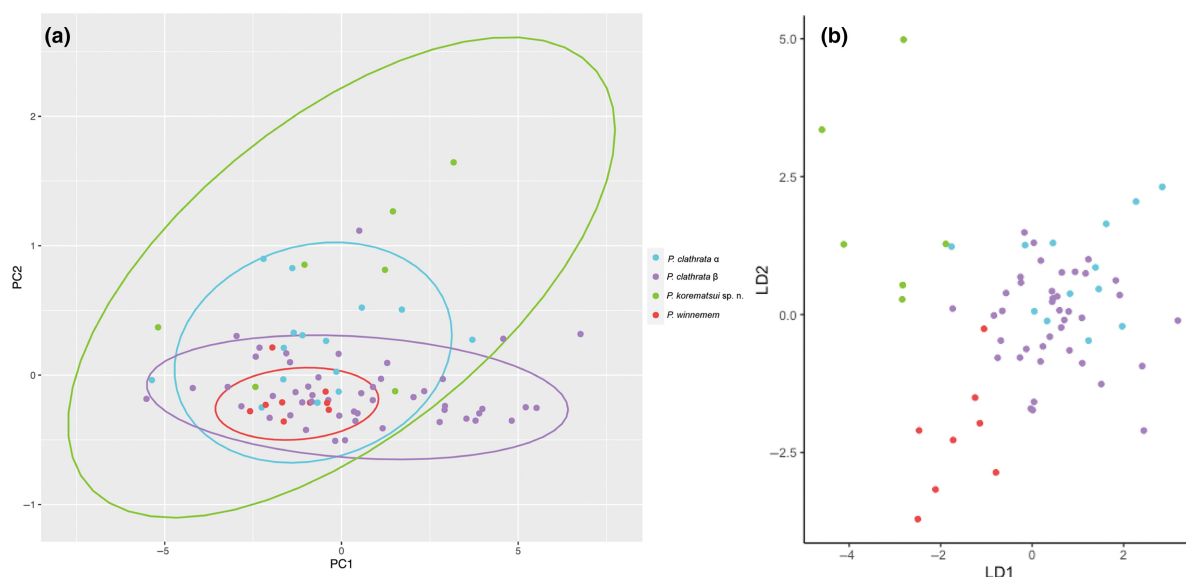 (a)
2
1
0
−1
PC2
−5
0
5
PC1
P. clathrata α
P. clathrata β
P. korematsui sp. n.
P. winnemem
(b)
5.0
2.5
0.0
−2.5
LD2
−4
−2
0
2
LD1